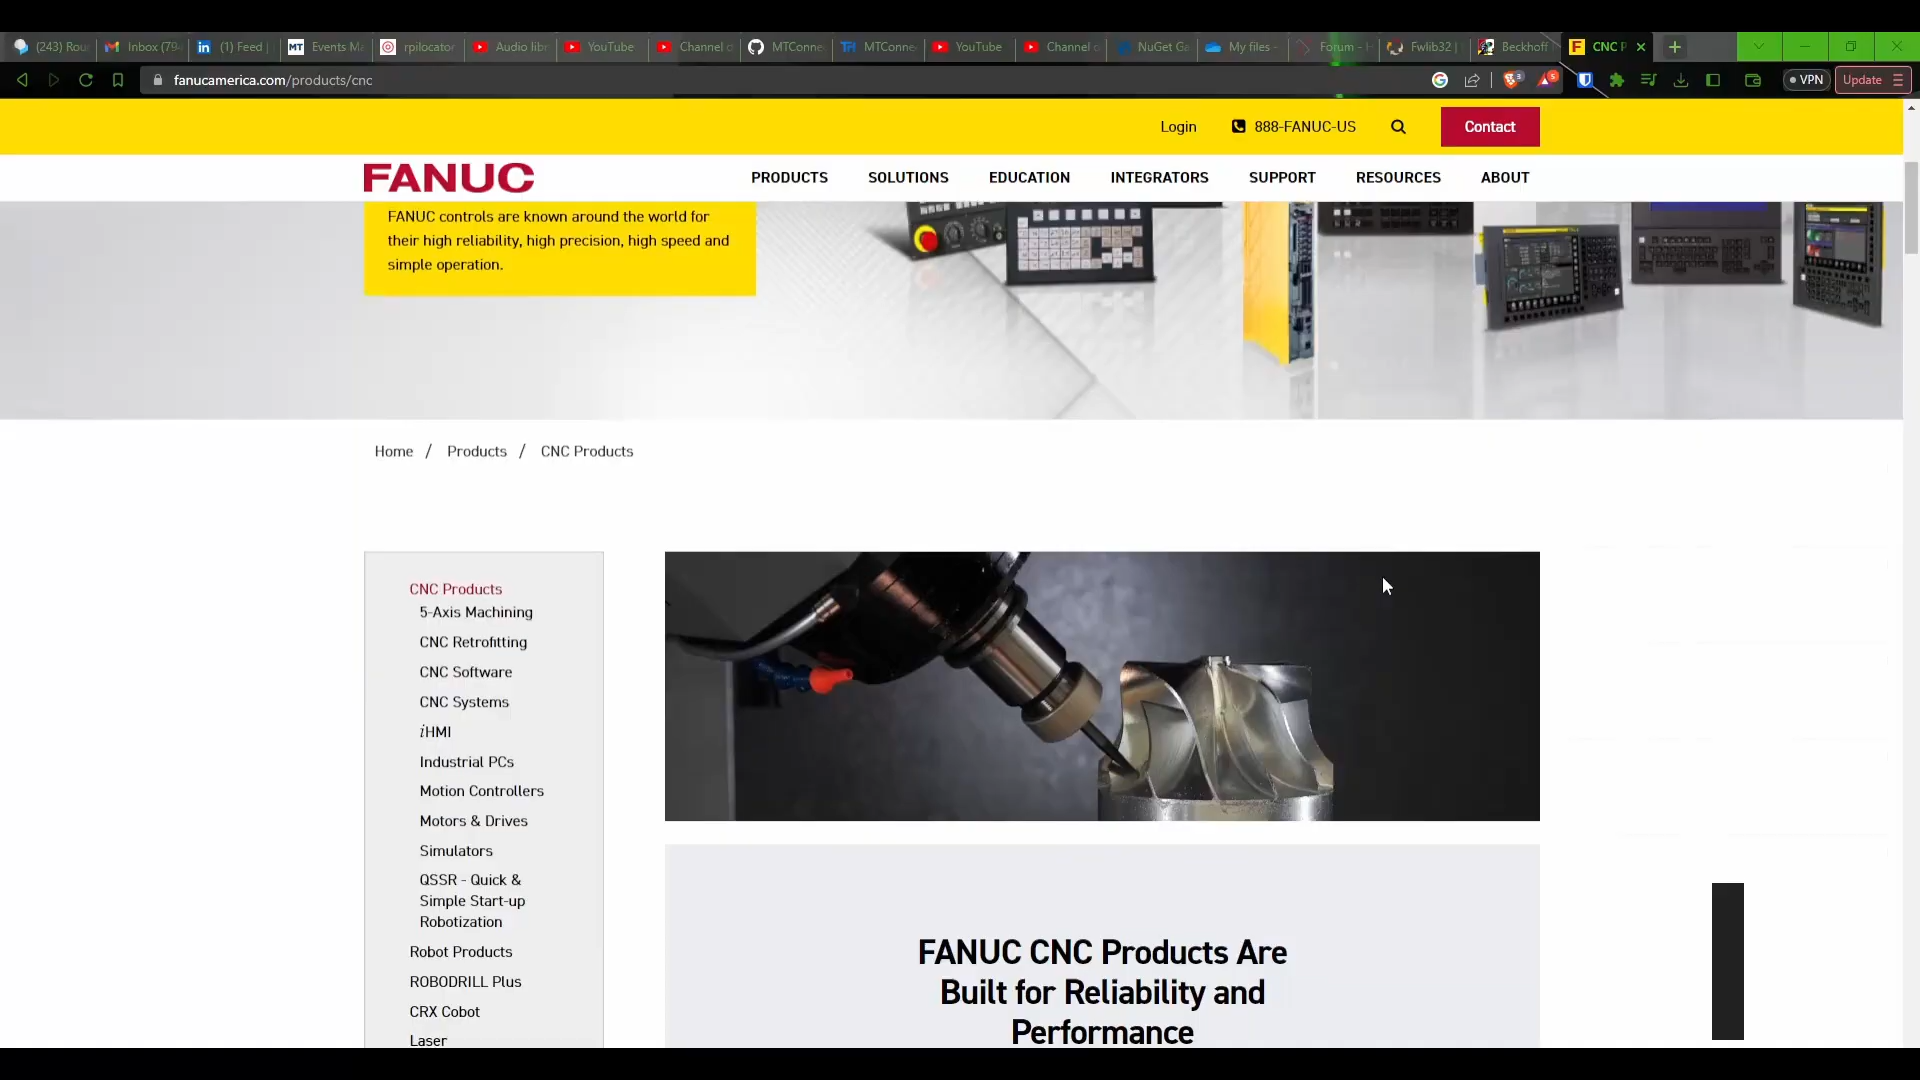 (243) Rou
Inbox (79
(1) Feed |
MT Events Ma
rpilocator
Audio lib
YouTube
Channel c
MTConne
MTConne
YouTube
Channel c
NuGet Ga
My files -
Forum - H
Fwlib32 |
Beckhoff
CNC P
fanucamerica.com/products/cnc
VPN
Update
Login
888-FANUC-US
Contact
FANUC
PRODUCTS
SOLUTIONS
EDUCATION
INTEGRATORS
SUPPORT
RESOURCES
ABOUT
FANUC controls are known around the world for
their high reliability, high precision, high speed and
simple operation.
Home / Products / CNC Products
CNC Products
5-Axis Machining
CNC Retrofitting
CNC Software
CNC Systems
iHMI
Industrial PCs
Motion Controllers
Motors & Drives
Simulators
QSSR - Quick &
Simple Start-up
Robotization
Robot Products
ROBODRILL Plus
CRX Cobot
Laser
FANUC CNC Products Are
Built for Reliability and
Performance